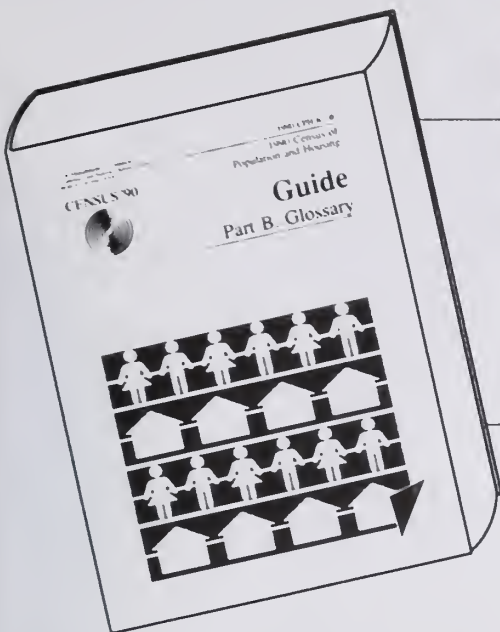 1990 Census of
Population and Housing
CENSUS '90
Guide
Part B. Glossary